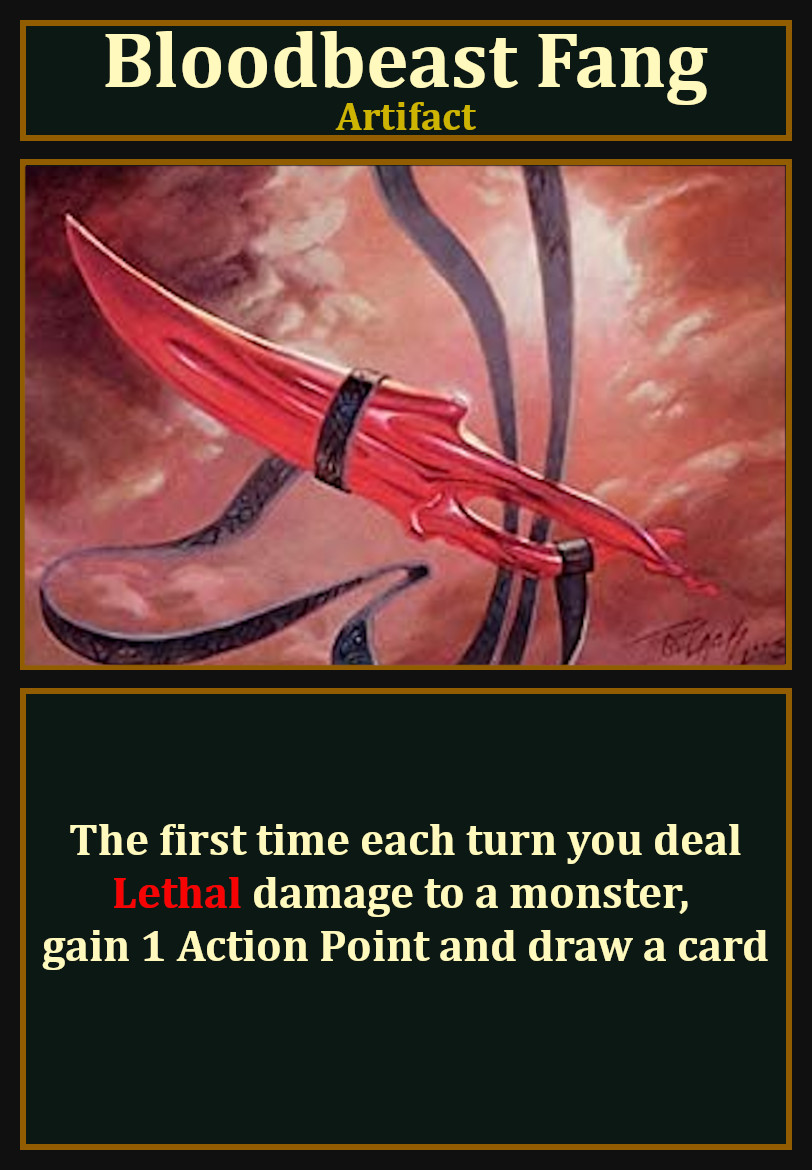 Bloodbeast Fang
Artifact
The first time each turn you deal
Lethal damage to a monster,
gain 1 Action Point and draw a card